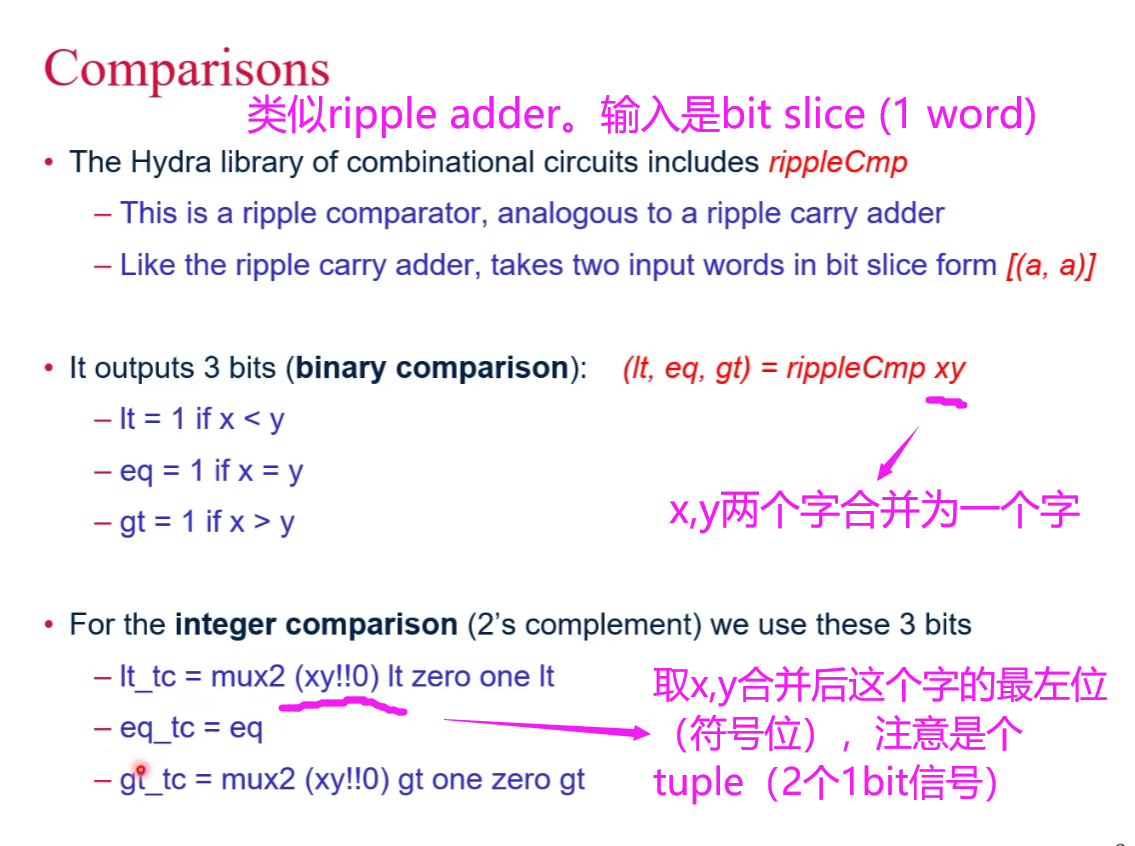 Comparisons
类似ripple adder。输入是bit slice (1 word)
• The Hydra library of combinational circuits includes rippleCmp
– This is a ripple comparator, analogous to a ripple carry adder
– Like the ripple carry adder, takes two input words in bit slice form [(a, a)]
• It outputs 3 bits (binary comparison): (lt, eq, gt) = rippleCmp xy
– lt = 1 if x < y
– eq = 1 if x = y
– gt = 1 if x > y
x,y两个字合并为一个字
• For the integer comparison (2's complement) we use these 3 bits
– lt_tc = mux2 (xy!!0) lt zero one lt
– eq_tc = eq
– gt_tc = mux2 (xy!!0) gt one zero gt
取x,y合并后这个字的最左位
（符号位），注意是个
tuple（2个1bit信号）